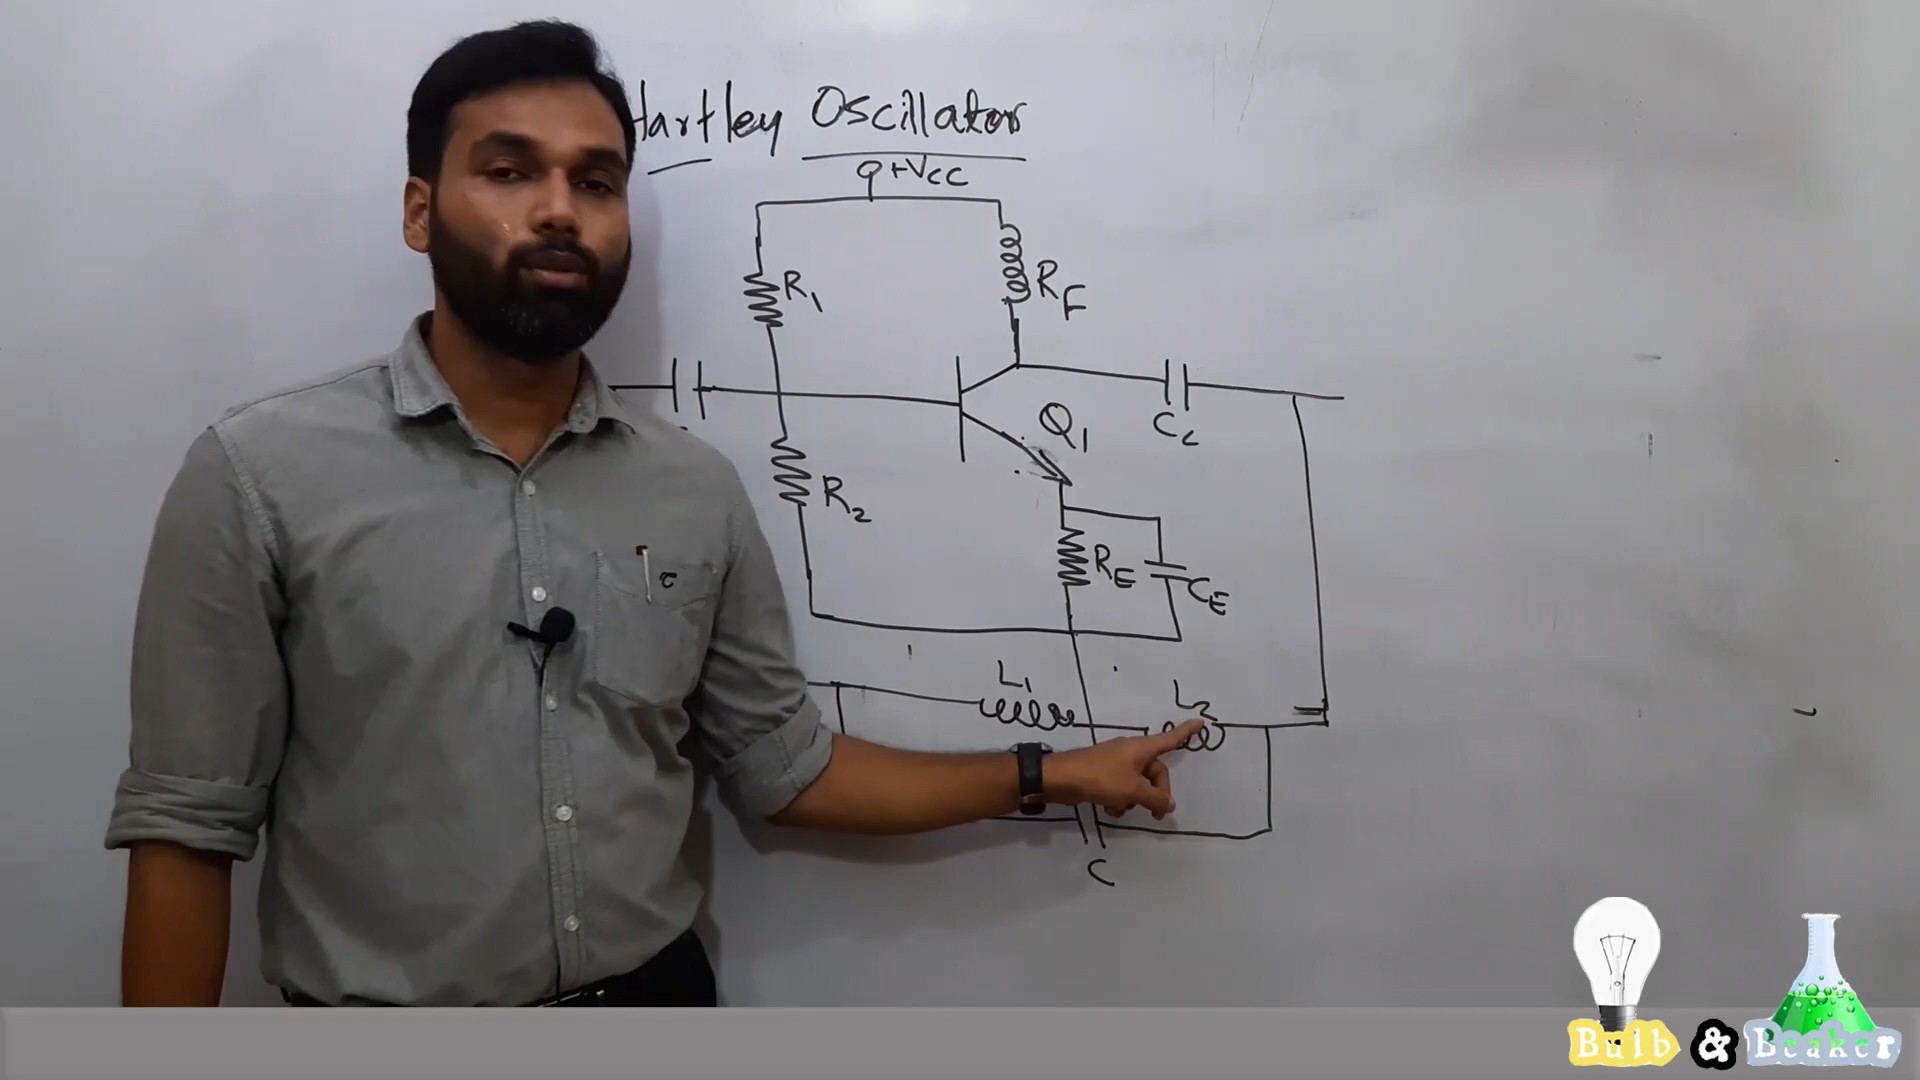 Hartley Oscillator
+VCC
R1
RF
Q1
CC
R2
RE
CE
L1
L2
C
Bulb & Beaker